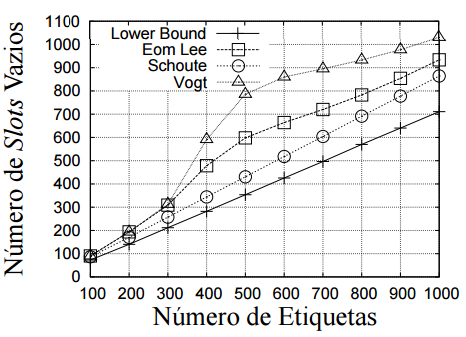 Número de Slots Vazios
1100
1000
900
800
700
600
500
400
300
200
100
0
Lower Bound
Eom Lee
Schoute
Vogt
100 200 300 400 500 600 700 800 900 1000
Número de Etiquetas